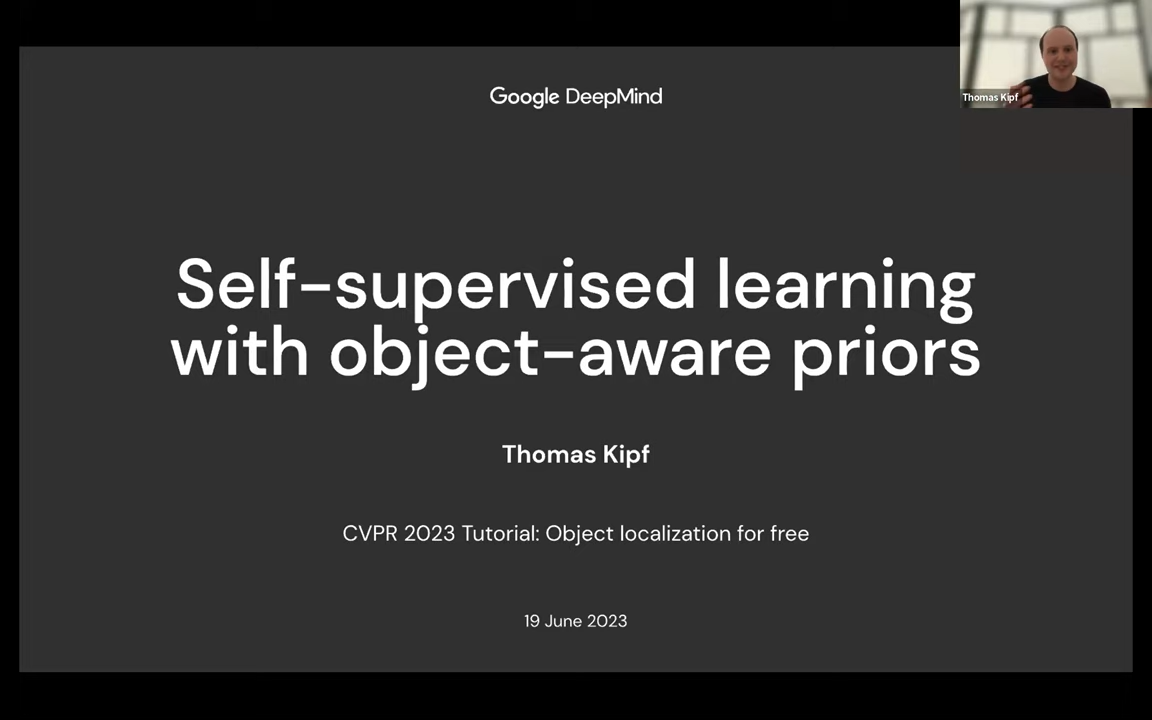 Google DeepMind
Thomas Kipf
Self-supervised learning
with object-aware priors
Thomas Kipf
CVPR 2023 Tutorial: Object localization for free
19 June 2023